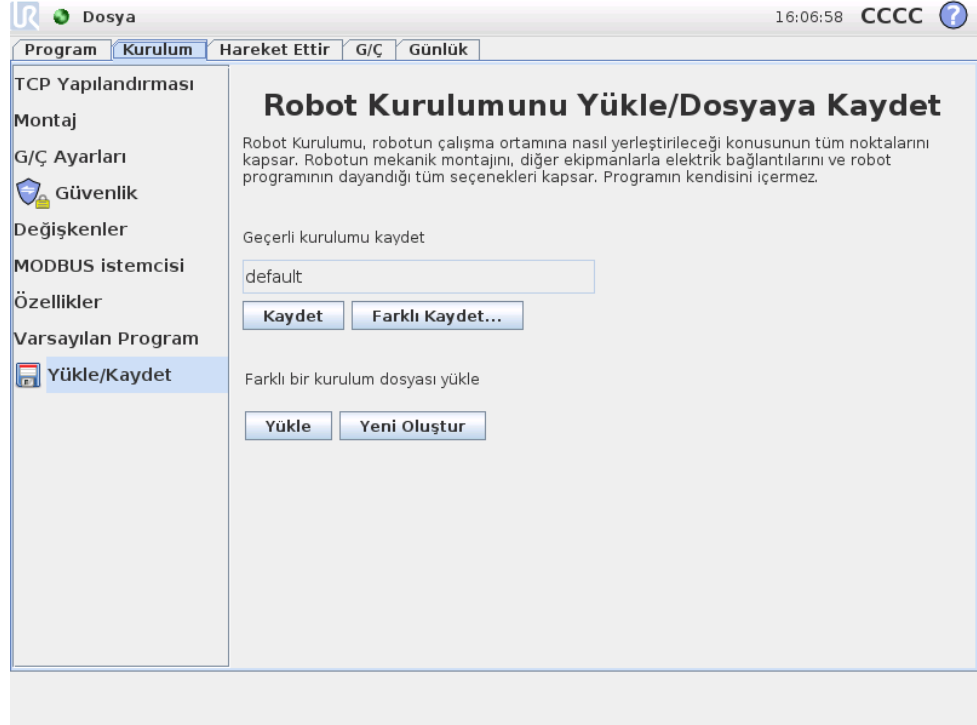 UR Dosya 16:06:58 CCCC ?
Program Kurulum Hareket Ettir G/Ç Günlük
TCP Yapılandırması
Montaj
G/Ç Ayarları
Güvenlik
Değişkenler
MODBUS istemcisi
Özellikler
Varsayılan Program
Yükle/Kaydet
Robot Kurulumunu Yükle/Dosyaya Kaydet
Robot Kurulumu, robotun çalışma ortamına nasıl yerleştirileceği konusunun tüm noktalarını
kapsar. Robotun mekanik montajını, diğer ekipmanlarla elektrik bağlantılarını ve robot
programının dayandığı tüm seçenekleri kapsar. Programın kendisini içermez.
Geçerli kurulumu kaydet
default
Kaydet Farklı Kaydet...
Farklı bir kurulum dosyası yükle
Yükle Yeni Oluştur